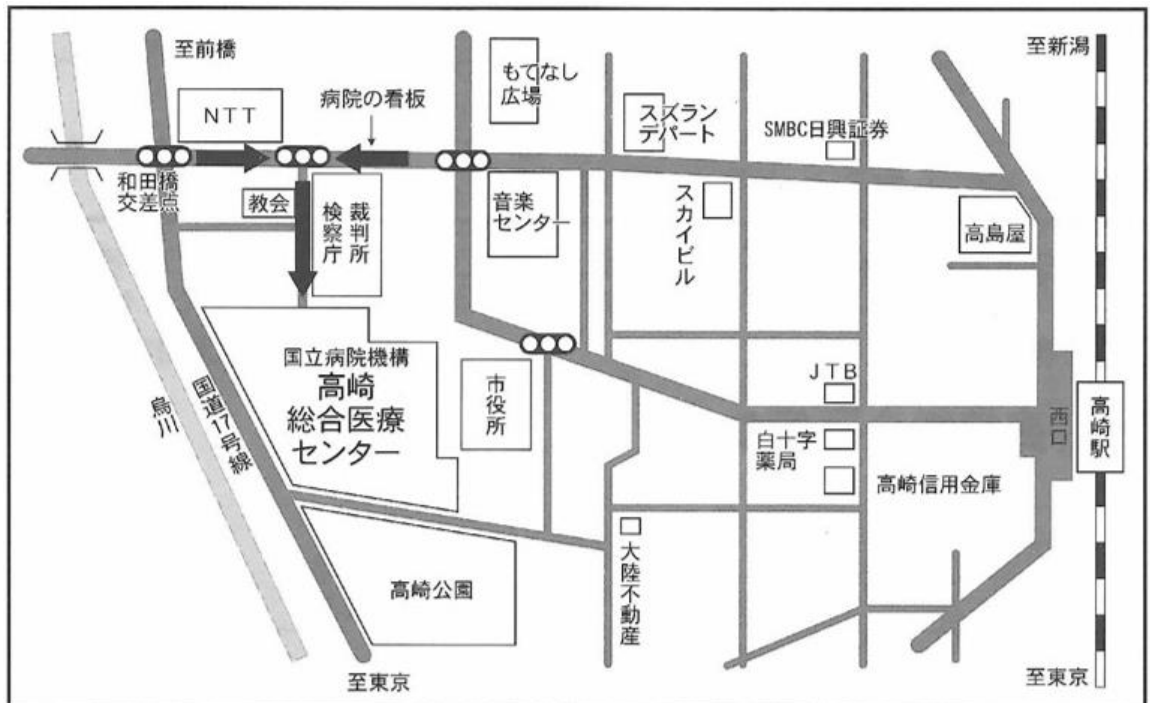 至前橋
NTT
病院の看板
もてなし
広場
スズラン
デパート
SMBC日興証券
至新潟
和田橋
交差点
教会
検察庁
裁判所
音楽
センター
スカイビル
高島屋
国立病院機構
高崎
総合医療
センター
市役所
JTB
白十字
薬局
高崎信用金庫
西口
高崎駅
烏川
国道17号線
高崎公園
大陸不動産
至東京
至東京